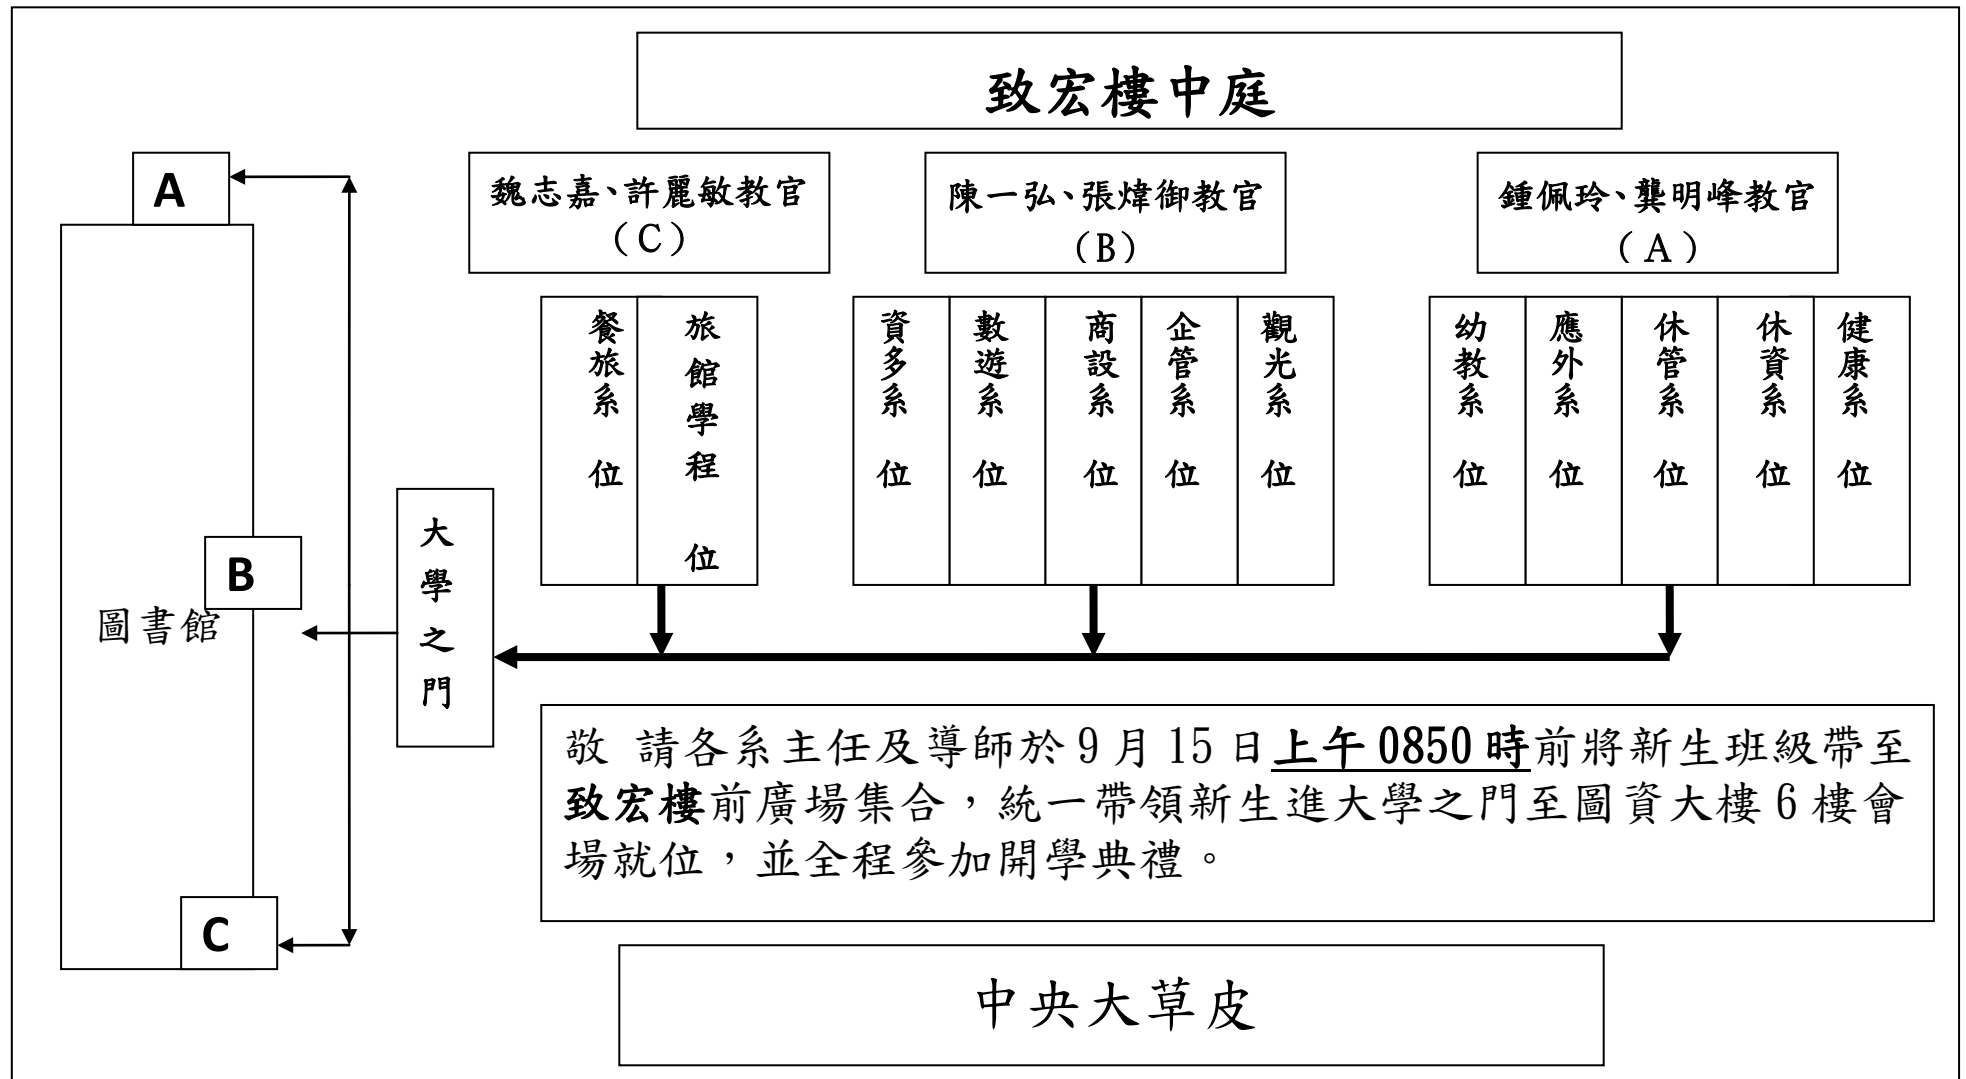 致宏樓中庭
A
魏志嘉、許麗敏教官
(C)
陳一弘、張煒御教官
(B)
鍾佩玲、龔明峰教官
(A)
餐旅系 位
旅館學程 位
資多系 位
數遊系 位
商設系 位
企管系 位
觀光系 位
幼教系 位
應外系 位
休管系 位
休資系 位
健康系 位
大學之門
B
圖書館
敬 請各系主任及導師於9月15日上午0850時前將新生班級帶至
致宏樓前廣場集合，統一帶領新生進大學之門至圖資大樓6樓會
場就位，並全程參加開學典禮。
C
中央大草皮